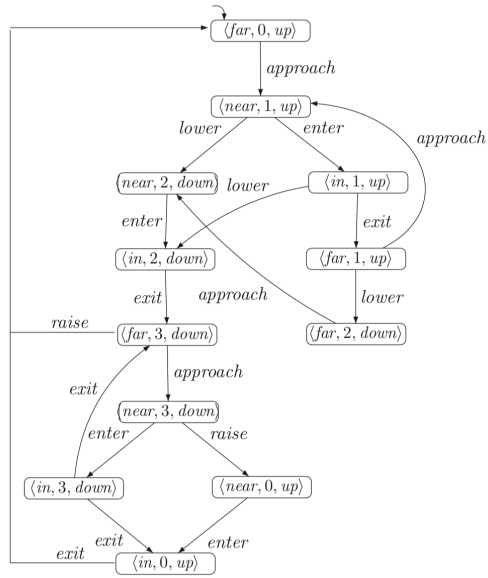 ⟨far, 0, up⟩
approach
⟨near, 1, up⟩
lower enter
approach
⟨near, 2, down⟩ lower ⟨in, 1, up⟩
enter exit
⟨in, 2, down⟩ ⟨far, 1, up⟩
exit approach lower
raise ⟨far, 3, down⟩ ⟨far, 2, down⟩
approach
exit
⟨near, 3, down⟩
enter raise
⟨in, 3, down⟩ ⟨near, 0, up⟩
exit enter
exit ⟨in, 0, up⟩